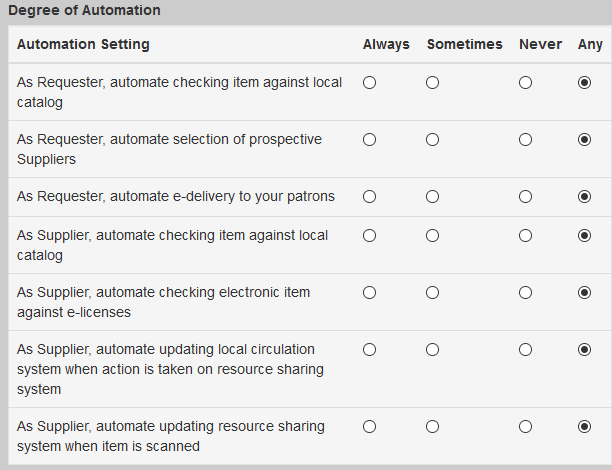 Degree of Automation
Automation Setting Always Sometimes Never Any
As Requester, automate checking item against local
catalog
As Requester, automate selection of prospective
Suppliers
As Requester, automate e-delivery to your patrons
As Supplier, automate checking item against local
catalog
As Supplier, automate checking electronic item
against e-licenses
As Supplier, automate updating local circulation
system when action is taken on resource sharing
system
As Supplier, automate updating resource sharing
system when item is scanned